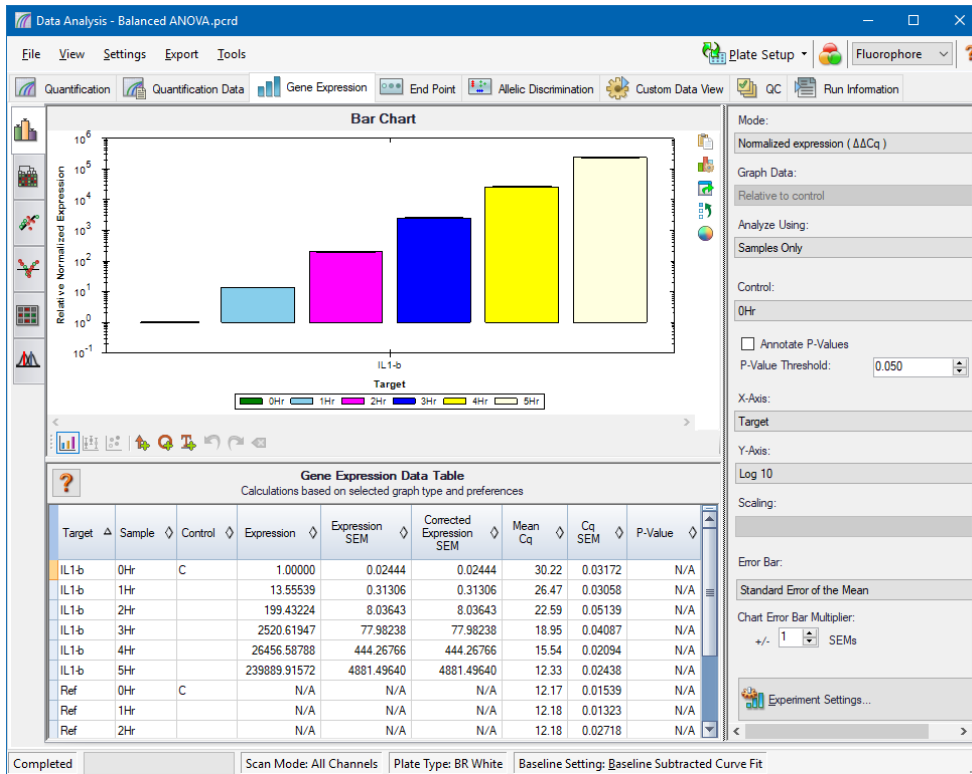 Data Analysis - Balanced ANOVA.pcrd
File View Settings Export Tools Plate Setup Fluorophore ?
Quantification Quantification Data Gene Expression End Point Allelic Discrimination Custom Data View QC Run Information
Bar Chart
10^6
10^5
10^4
10^3
10^2
10^1
10^0
10^-1
Relative Normalized Expression
IL1-b
Target
0Hr 1Hr 2Hr 3Hr 4Hr 5Hr
Mode:
Normalized expression ( ΔΔCq )
Graph Data:
Relative to control
Analyze Using:
Samples Only
Control:
0Hr
Annotate P-Values
P-Value Threshold: 0.050
X-Axis:
Target
Y-Axis:
Log 10
Scaling:
Error Bar:
Standard Error of the Mean
Chart Error Bar Multiplier:
+/- 1 SEMs
Experiment Settings...
?
Gene Expression Data Table
Calculations based on selected graph type and preferences
Target Sample Control Expression Expression SEM Corrected Expression SEM Mean Cq Cq SEM P-Value
IL1-b 0Hr C 1.00000 0.02444 0.02444 30.22 0.03172 N/A
IL1-b 1Hr 13.55539 0.31306 0.31306 26.47 0.03058 N/A
IL1-b 2Hr 199.43224 8.03643 8.03643 22.59 0.05139 N/A
IL1-b 3Hr 2520.61947 77.98238 77.98238 18.95 0.04087 N/A
IL1-b 4Hr 26456.58788 444.26766 444.26766 15.54 0.02094 N/A
IL1-b 5Hr 239889.91572 4881.49640 4881.49640 12.33 0.02438 N/A
Ref 0Hr C N/A N/A N/A 12.17 0.01539 N/A
Ref 1Hr N/A N/A N/A 12.18 0.01323 N/A
Ref 2Hr N/A N/A N/A 12.18 0.02718 N/A
Completed Scan Mode: All Channels Plate Type: BR White Baseline Setting: Baseline Subtracted Curve Fit